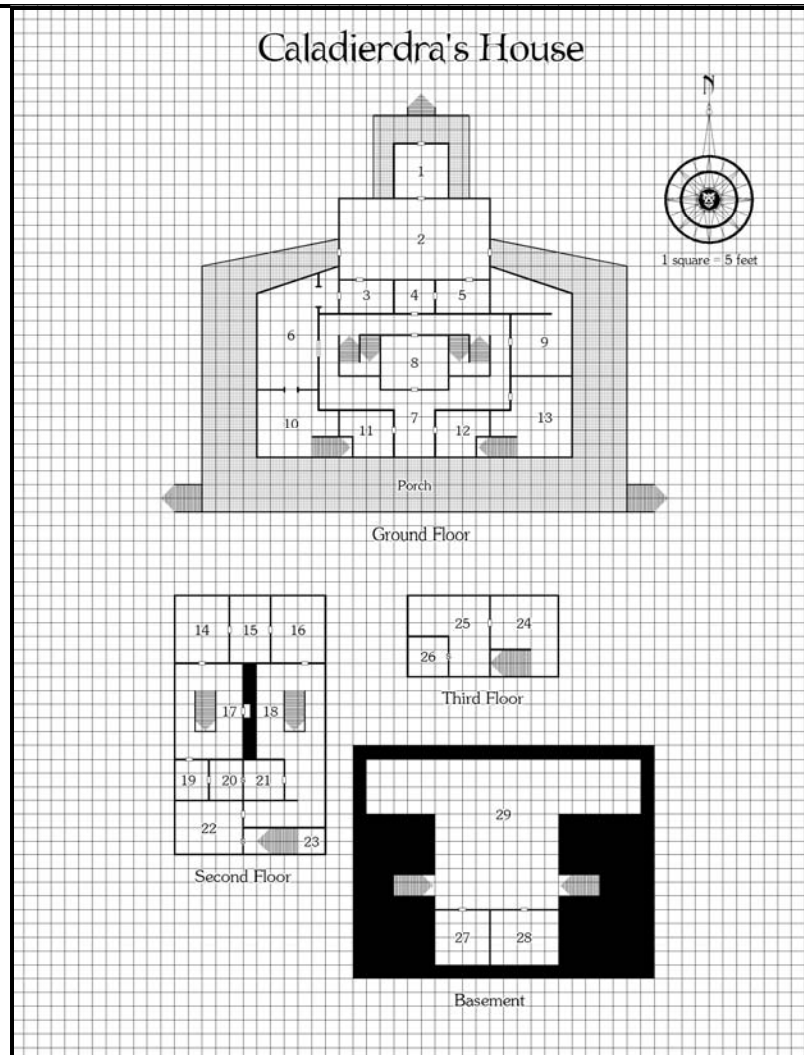 Caladierdra's House
N
1
2
1 square = 5 feet
3 4 5
6
9
8
7
10 11 12 13
Porch
Ground Floor
14 15 16
25 24
26
Third Floor
17 18
19 20 21
22 23
Second Floor
29
27 28
Basement